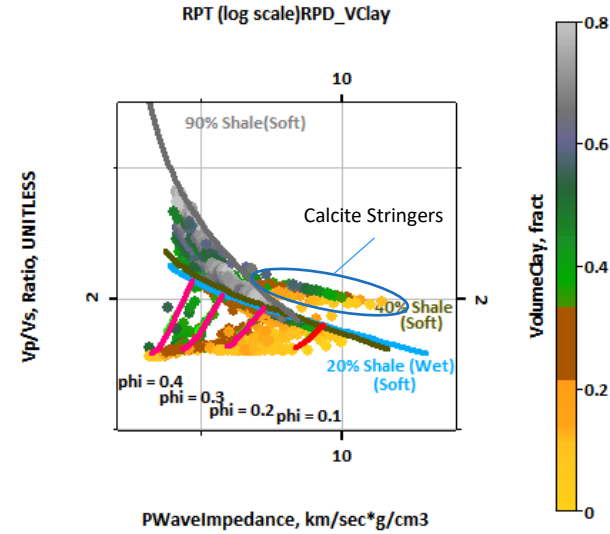 RPT (log scale)RPD_VClay
10
90% Shale(Soft)
Calcite Stringers
2
2
40% Shale
(Soft)
20% Shale (Wet)
(Soft)
phi = 0.4
phi = 0.3
phi = 0.2
phi = 0.1
10
PWaveImpedance, km/sec*g/cm3
Vp/Vs, Ratio, UNITLESS
VolumeClay, fract
0.8
0.6
0.4
0.2
0